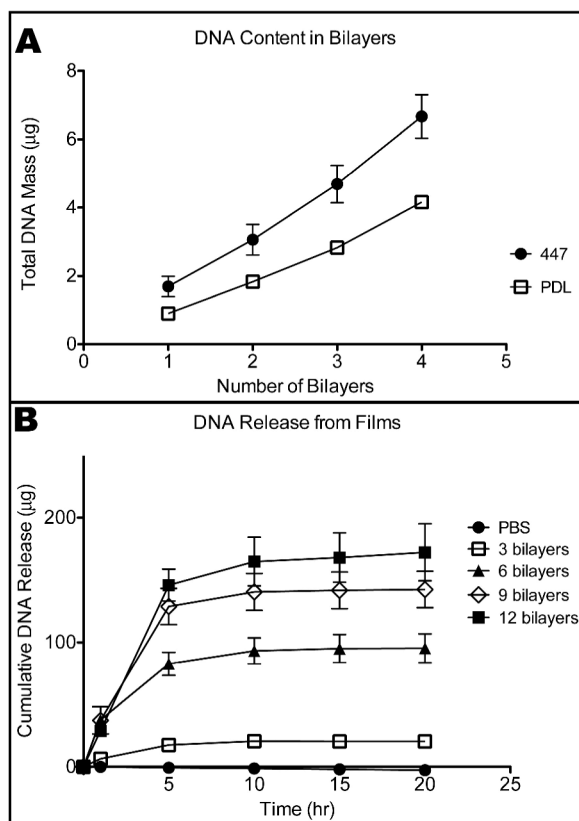 A
DNA Content in Bilayers
Total DNA Mass (µg)
8
6
4
2
0
0 1 2 3 4 5
Number of Bilayers
447
PDL
B
DNA Release from Films
Cumulative DNA Release (µg)
200
100
0
5 10 15 20 25
Time (hr)
PBS
3 bilayers
6 bilayers
9 bilayers
12 bilayers